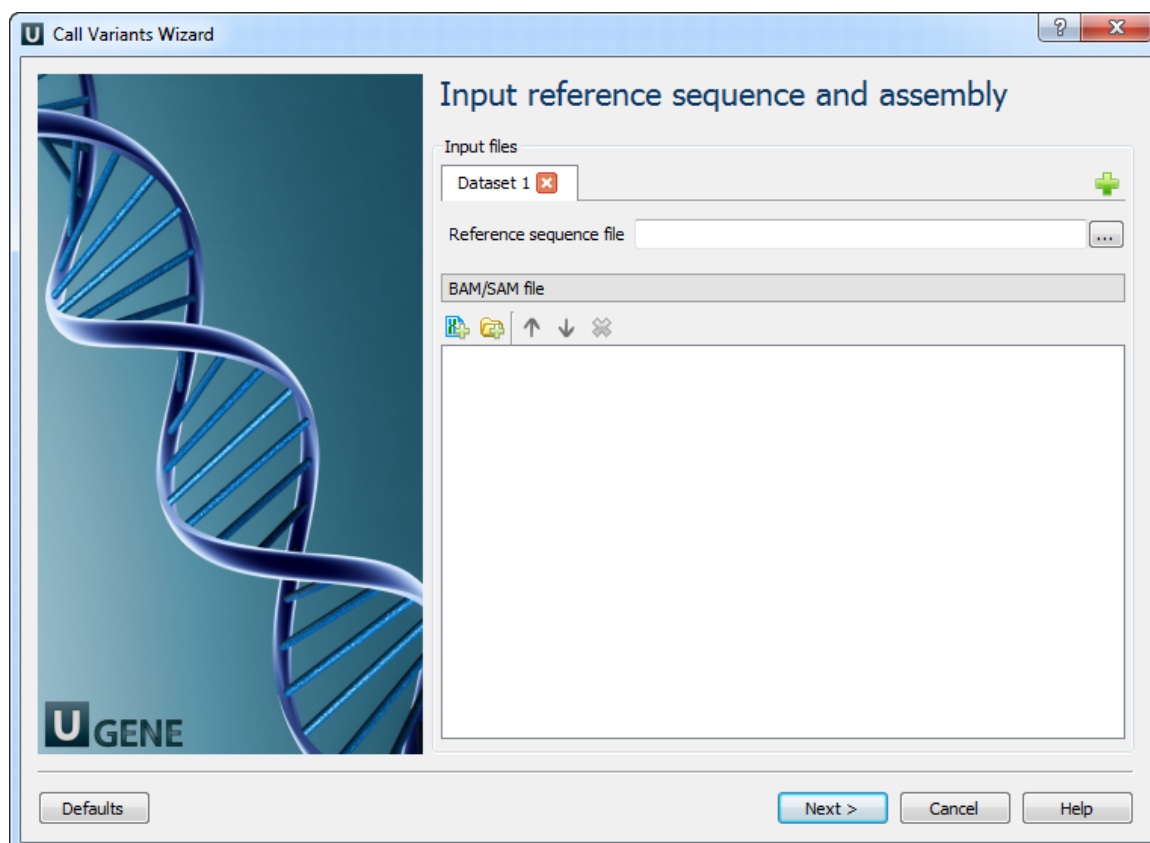 U Call Variants Wizard
Input reference sequence and assembly
Input files
Dataset 1
Reference sequence file
...
BAM/SAM file
U GENE
Defaults
Next >
Cancel
Help